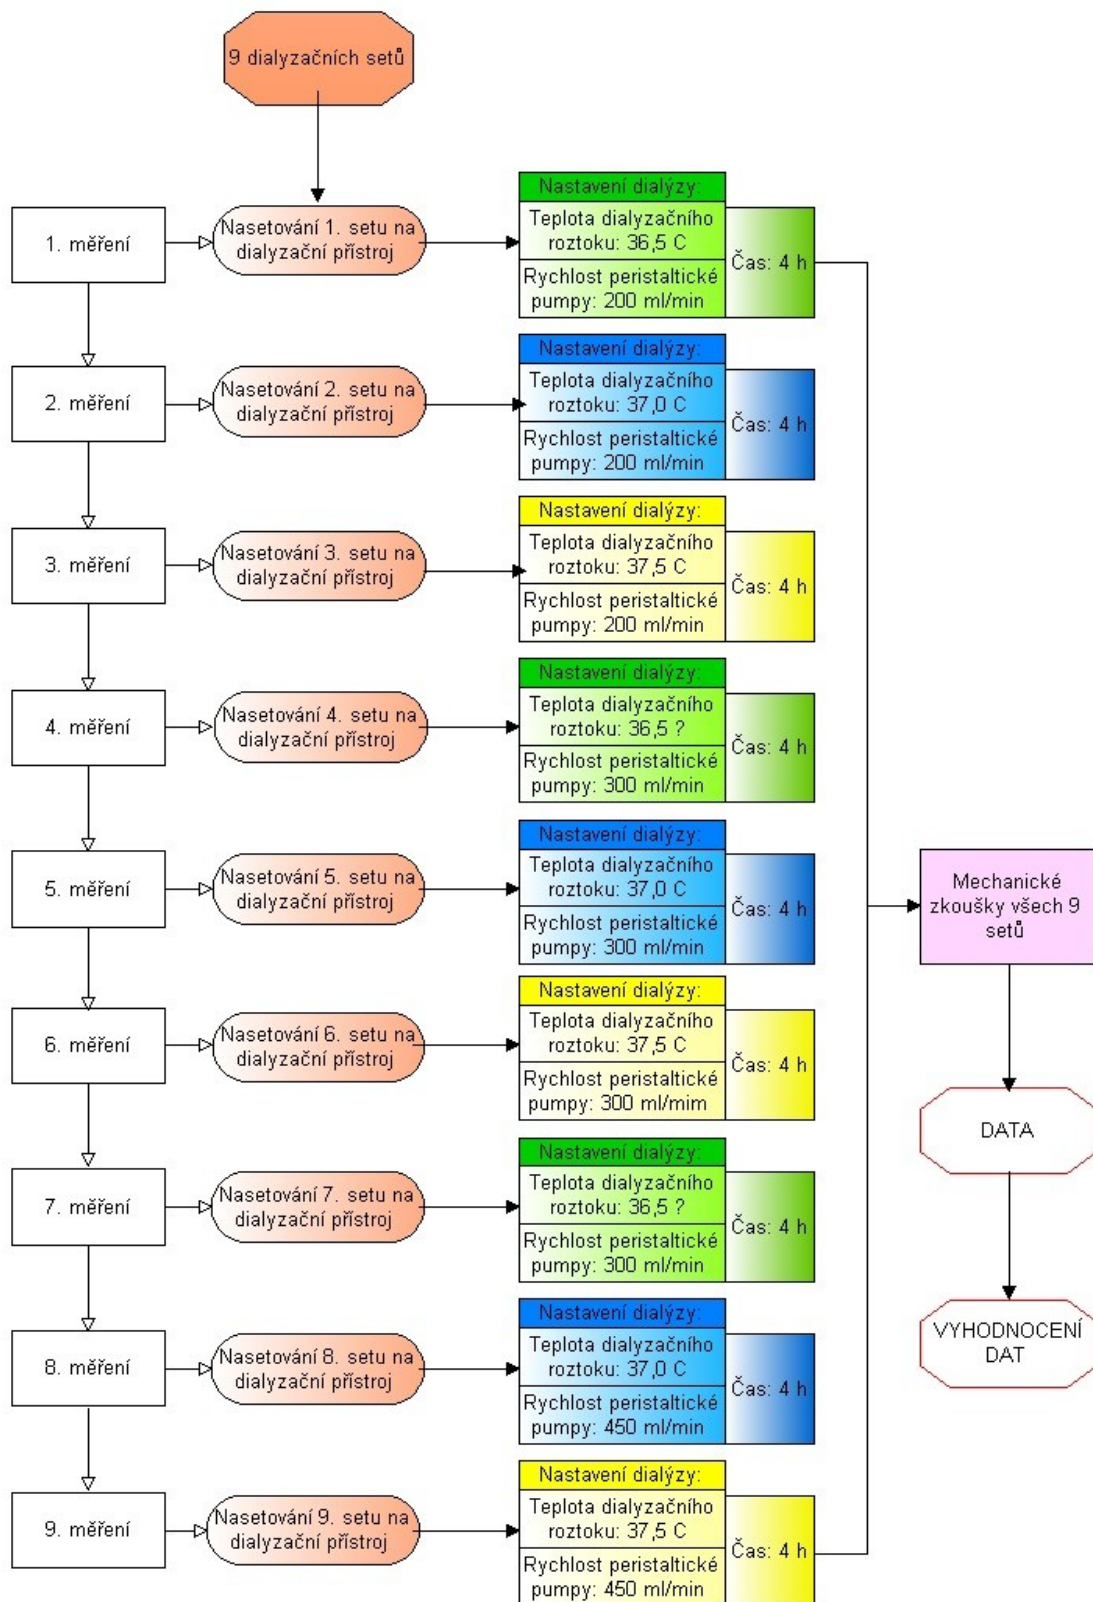 9 dialyzačních setů
1. měření
Nasetování 1. setu na
dialyzační přístroj
Nastavení dialýzy:
Teplota dialyzačního
roztoku: 36,5 C
Rychlost peristaltické
pumpy: 200 ml/min
Čas: 4 h
2. měření
Nasetování 2. setu na
dialyzační přístroj
Nastavení dialýzy:
Teplota dialyzačního
roztoku: 37,0 C
Rychlost peristaltické
pumpy: 200 ml/min
Čas: 4 h
3. měření
Nasetování 3. setu na
dialyzační přístroj
Nastavení dialýzy:
Teplota dialyzačního
roztoku: 37,5 C
Rychlost peristaltické
pumpy: 200 ml/min
Čas: 4 h
4. měření
Nasetování 4. setu na
dialyzační přístroj
Nastavení dialýzy:
Teplota dialyzačního
roztoku: 36,5 ?
Rychlost peristaltické
pumpy: 300 ml/min
Čas: 4 h
5. měření
Nasetování 5. setu na
dialyzační přístroj
Nastavení dialýzy:
Teplota dialyzačního
roztoku: 37,0 C
Rychlost peristaltické
pumpy: 300 ml/min
Čas: 4 h
6. měření
Nasetování 6. setu na
dialyzační přístroj
Nastavení dialýzy:
Teplota dialyzačního
roztoku: 37,5 C
Rychlost peristaltické
pumpy: 300 ml/mim
Čas: 4 h
7. měření
Nasetování 7. setu na
dialyzační přístroj
Nastavení dialýzy:
Teplota dialyzačního
roztoku: 36,5 ?
Rychlost peristaltické
pumpy: 300 ml/min
Čas: 4 h
8. měření
Nasetování 8. setu na
dialyzační přístroj
Nastavení dialýzy:
Teplota dialyzačního
roztoku: 37,0 C
Rychlost peristaltické
pumpy: 450 ml/min
Čas: 4 h
9. měření
Nasetování 9. setu na
dialyzační přístroj
Nastavení dialýzy:
Teplota dialyzačního
roztoku: 37,5 C
Rychlost peristaltické
pumpy: 450 ml/min
Čas: 4 h
Mechanické
zkoušky všech 9
setů
DATA
VYHODNOCENÍ
DAT